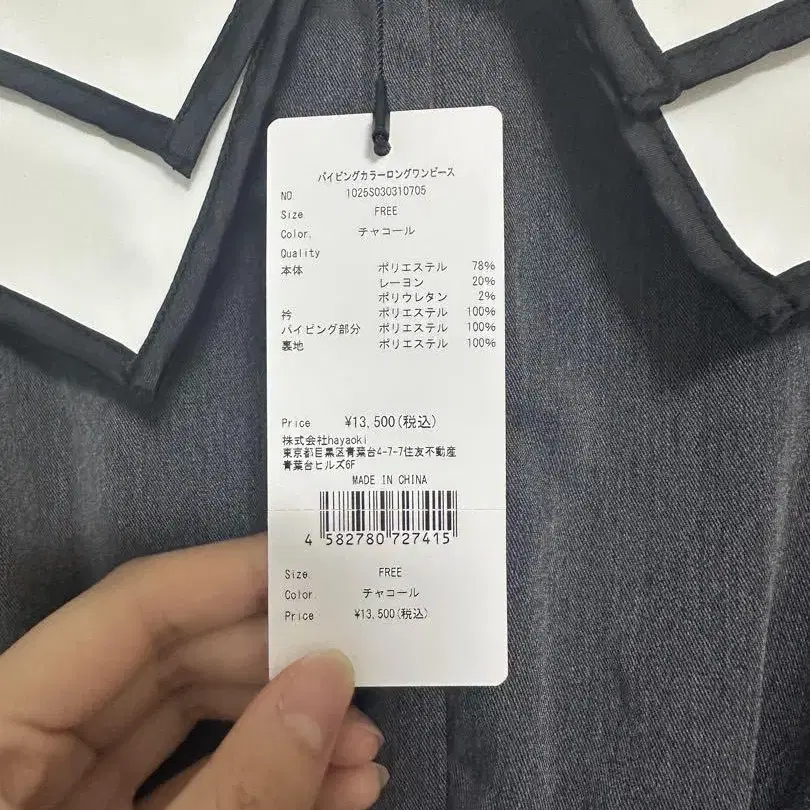 パイピングカラーロングワンピース
NO. 1025S030310705
Size FREE
Color. チャコール
Quality
本体 ポリエステル 78%
レーヨン 20%
ポリウレタン 2%
衿 ポリエステル 100%
パイピング部分 ポリエステル 100%
裏地 ポリエステル 100%
Price ¥13,500(税込)
株式会社hayaoki
東京都目黒区青葉台4-7-7住友不動産
青葉台ヒルズ6F
MADE IN CHINA
4 582780 727415
Size. FREE
Color. チャコール
Price ¥13,500(税込)